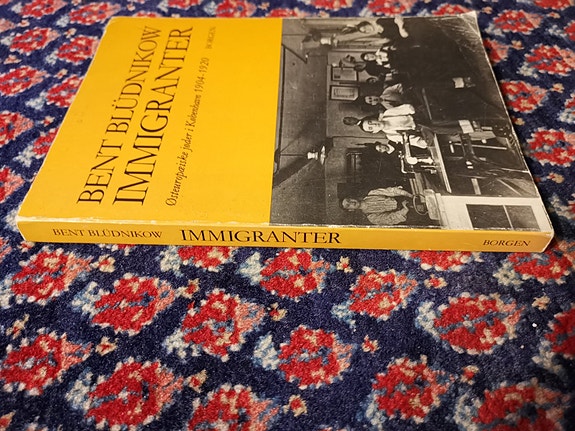 BENT BLÜDNIKOW
IMMIGRANTER
Østeuropæiske jøder i København 1904-1920 BORGEN
BENT BLÜDNIKOW IMMIGRANTER BORGEN